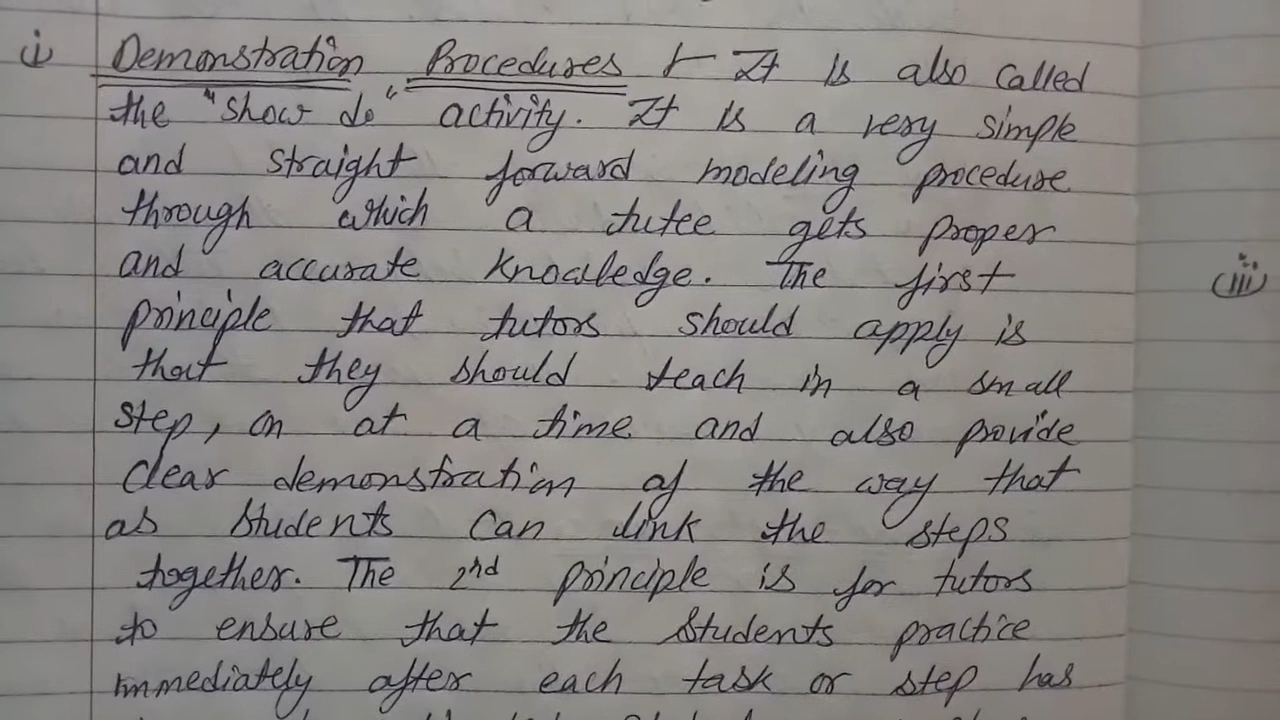 i Demonstration Procedures :- It is also called
the "show do" activity. It is a very simple
and straight forward modeling procedure
through which a tutee gets proper
and accurate knowledge. The first
principle that tutors should apply is
that they should teach in a small
step, on at a time and also provide
clear demonstration of the way that
as students can link the steps
together. The 2nd principle is for tutors
to ensure that the students practice
immediately after each task or step has
(iii)